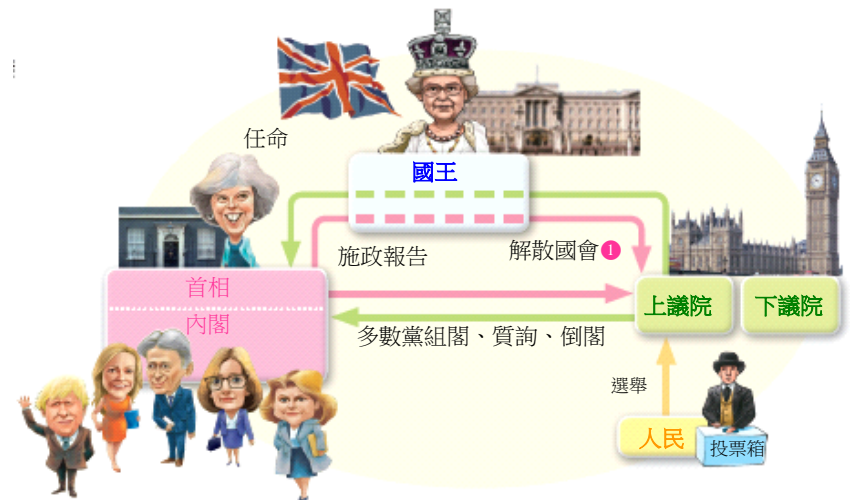 任命
國王
施政報告
解散國會❶
首相
內閣
上議院
下議院
多數黨組閣、質詢、倒閣
選舉
人民
投票箱